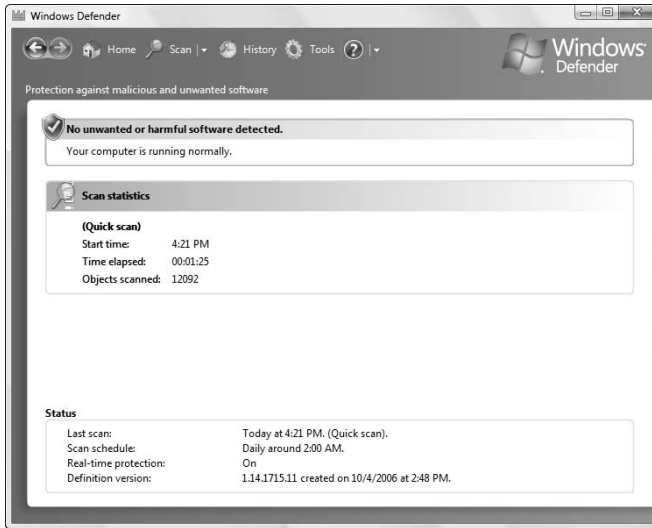 Windows Defender
Home Scan History Tools ?
Windows
Defender
Protection against malicious and unwanted software
No unwanted or harmful software detected.
Your computer is running normally.
Scan statistics
(Quick scan)
Start time: 4:21 PM
Time elapsed: 00:01:25
Objects scanned: 12092
Status
Last scan: Today at 4:21 PM. (Quick scan).
Scan schedule: Daily around 2:00 AM.
Real-time protection: On
Definition version: 1.14.1715.11 created on 10/4/2006 at 2:48 PM.